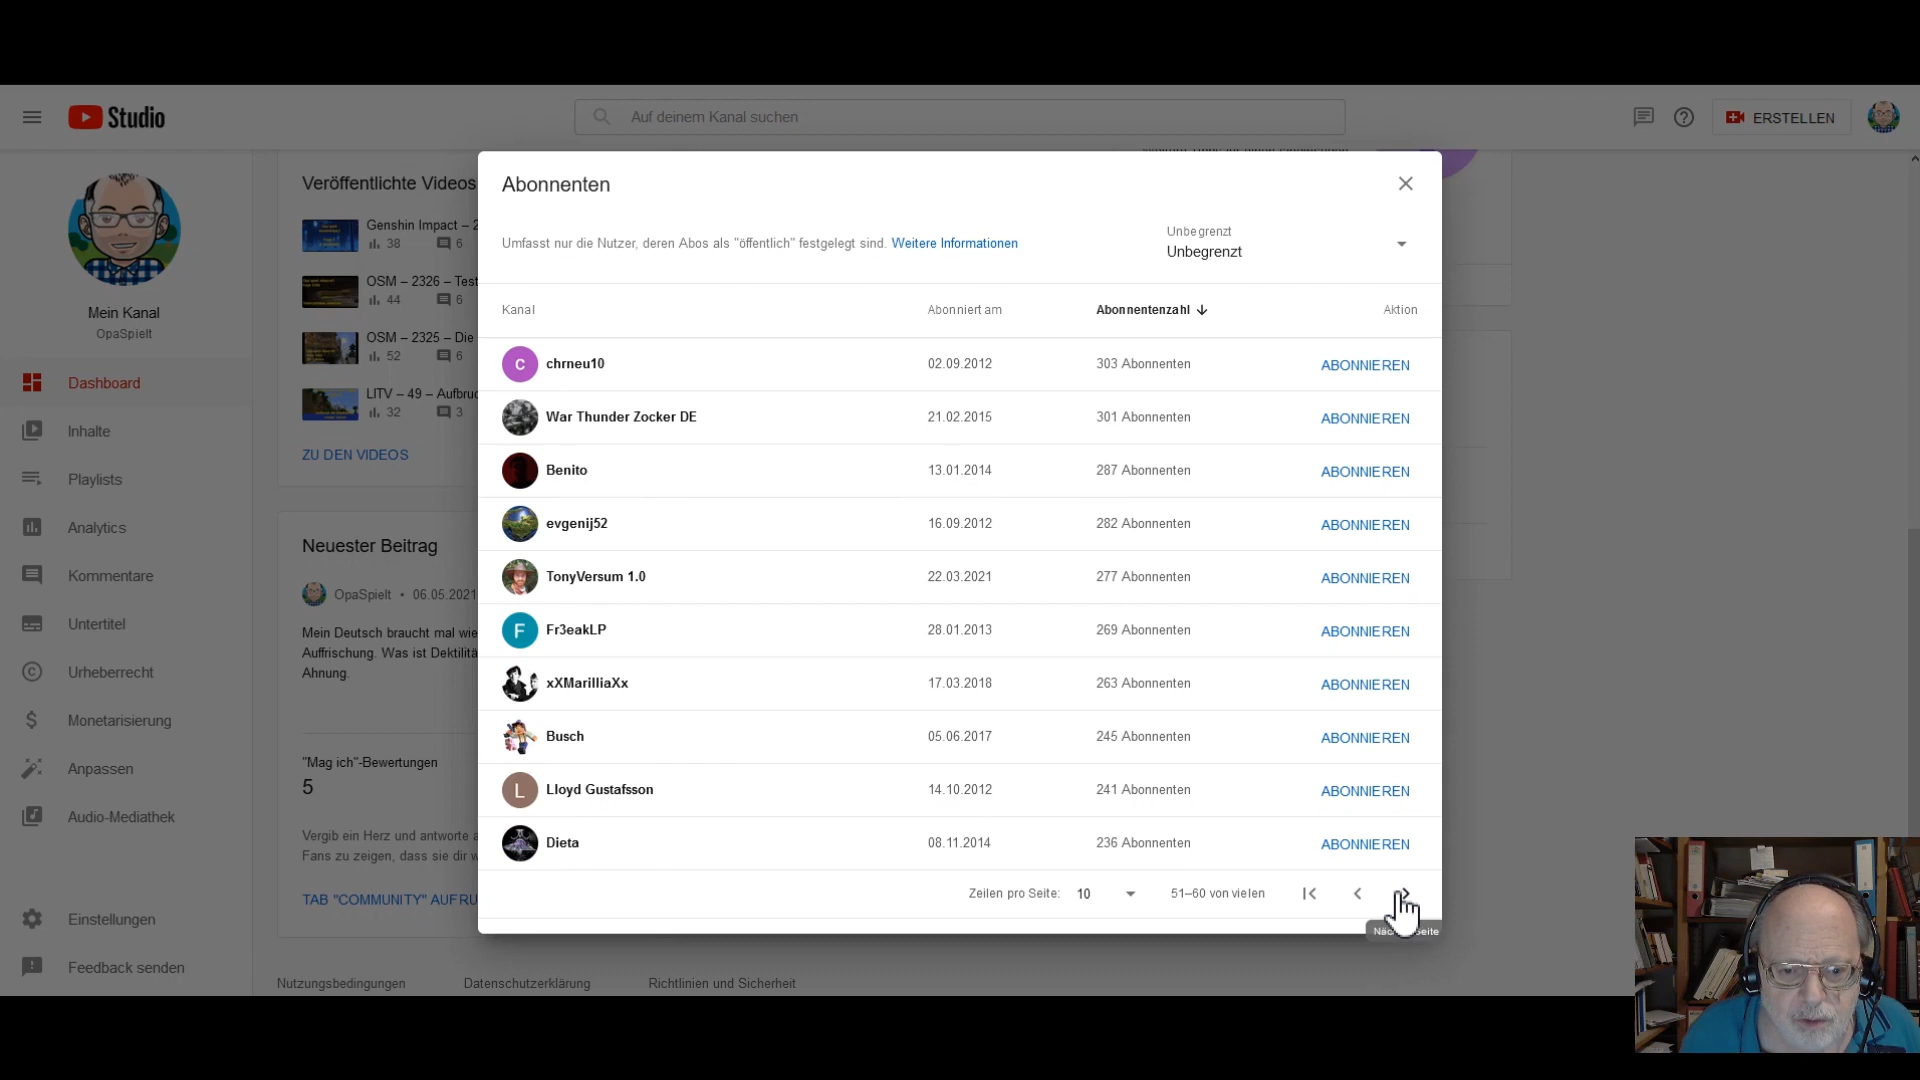 Studio
Auf deinem Kanal suchen
ERSTELLEN
Mein Kanal
OpaSpielt
Dashboard
Inhalte
Playlists
Analytics
Kommentare
Untertitel
Urheberrecht
Monetarisierung
Anpassen
Audio-Mediathek
Einstellungen
Feedback senden
Veröffentlichte Videos
Genshin Impact – 2
38 6
OSM – 2326 – Test
44 6
OSM – 2325 – Die
52 6
LITV – 49 – Aufbruc
32 3
ZU DEN VIDEOS
Neuester Beitrag
OpaSpielt • 06.05.2021
Mein Deutsch braucht mal wie
Auffrischung. Was ist Dektilitä
Ahnung.
"Mag ich"-Bewertungen
5
Vergib ein Herz und antworte a
Fans zu zeigen, dass sie dir w
TAB "COMMUNITY" AUFRU
Abonnenten
Umfasst nur die Nutzer, deren Abos als "öffentlich" festgelegt sind. Weitere Informationen
Unbegrenzt
Unbegrenzt
Kanal Abonniert am Abonnentenzahl Aktion
C chrneu10 02.09.2012 303 Abonnenten ABONNIEREN
War Thunder Zocker DE 21.02.2015 301 Abonnenten ABONNIEREN
Benito 13.01.2014 287 Abonnenten ABONNIEREN
evgenij52 16.09.2012 282 Abonnenten ABONNIEREN
TonyVersum 1.0 22.03.2021 277 Abonnenten ABONNIEREN
F Fr3eakLP 28.01.2013 269 Abonnenten ABONNIEREN
xXMarilliaXx 17.03.2018 263 Abonnenten ABONNIEREN
Busch 05.06.2017 245 Abonnenten ABONNIEREN
L Lloyd Gustafsson 14.10.2012 241 Abonnenten ABONNIEREN
Dieta 08.11.2014 236 Abonnenten ABONNIEREN
Zeilen pro Seite: 10 51–60 von vielen
Nutzungsbedingungen Datenschutzerklärung Richtlinien und Sicherheit